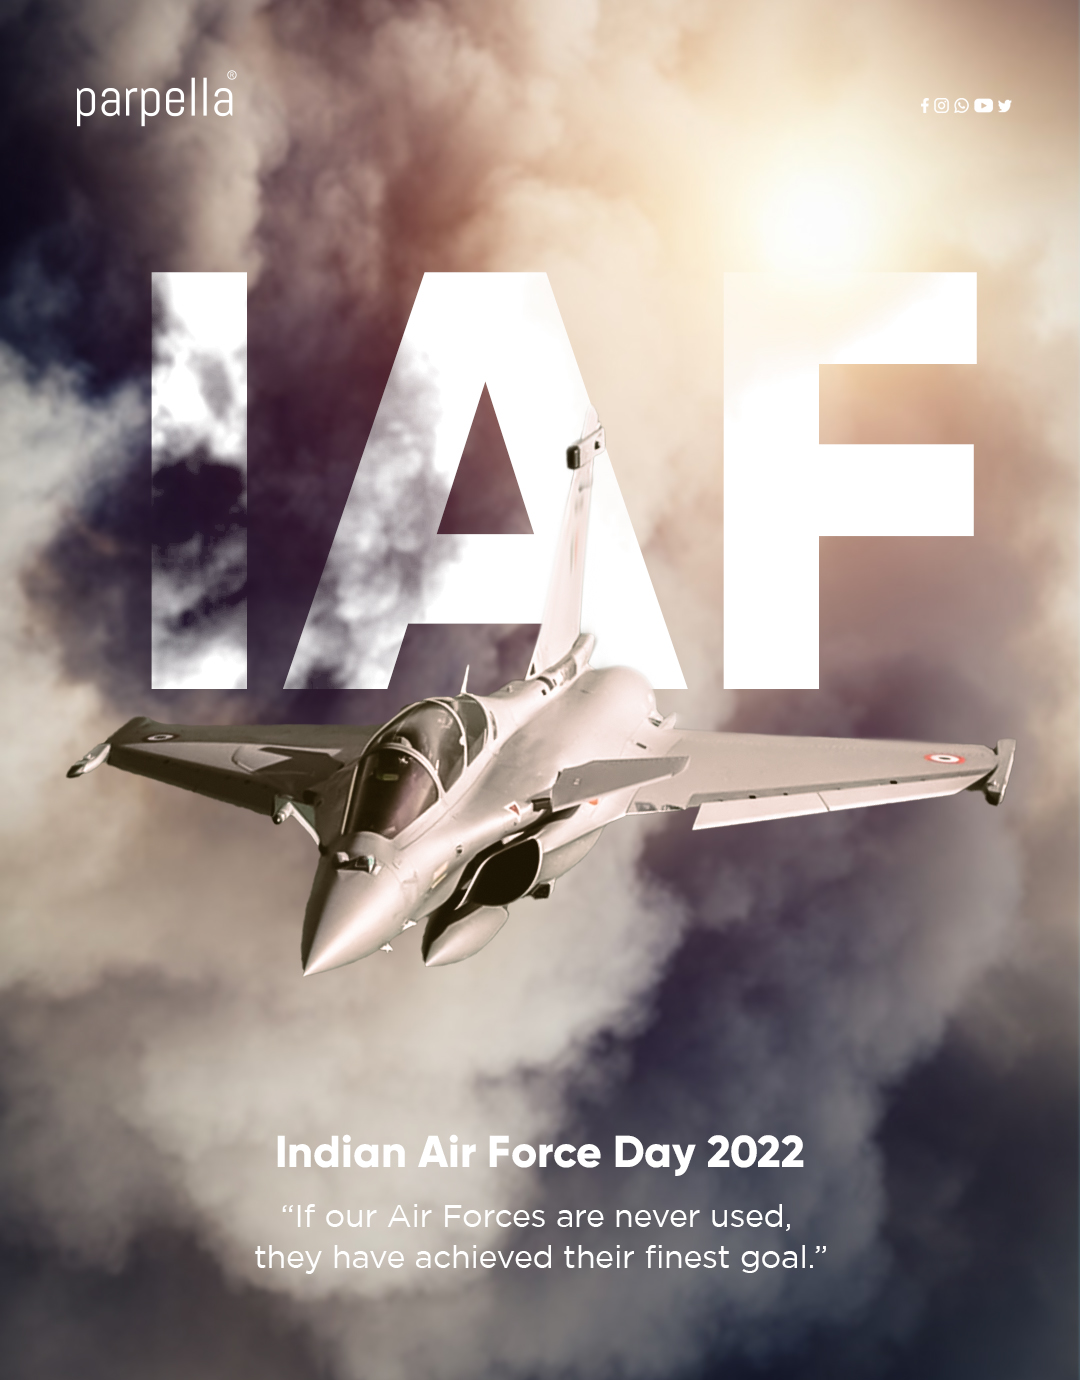 parpella®
IAF
Indian Air Force Day 2022
“If our Air Forces are never used,
they have achieved their finest goal.”